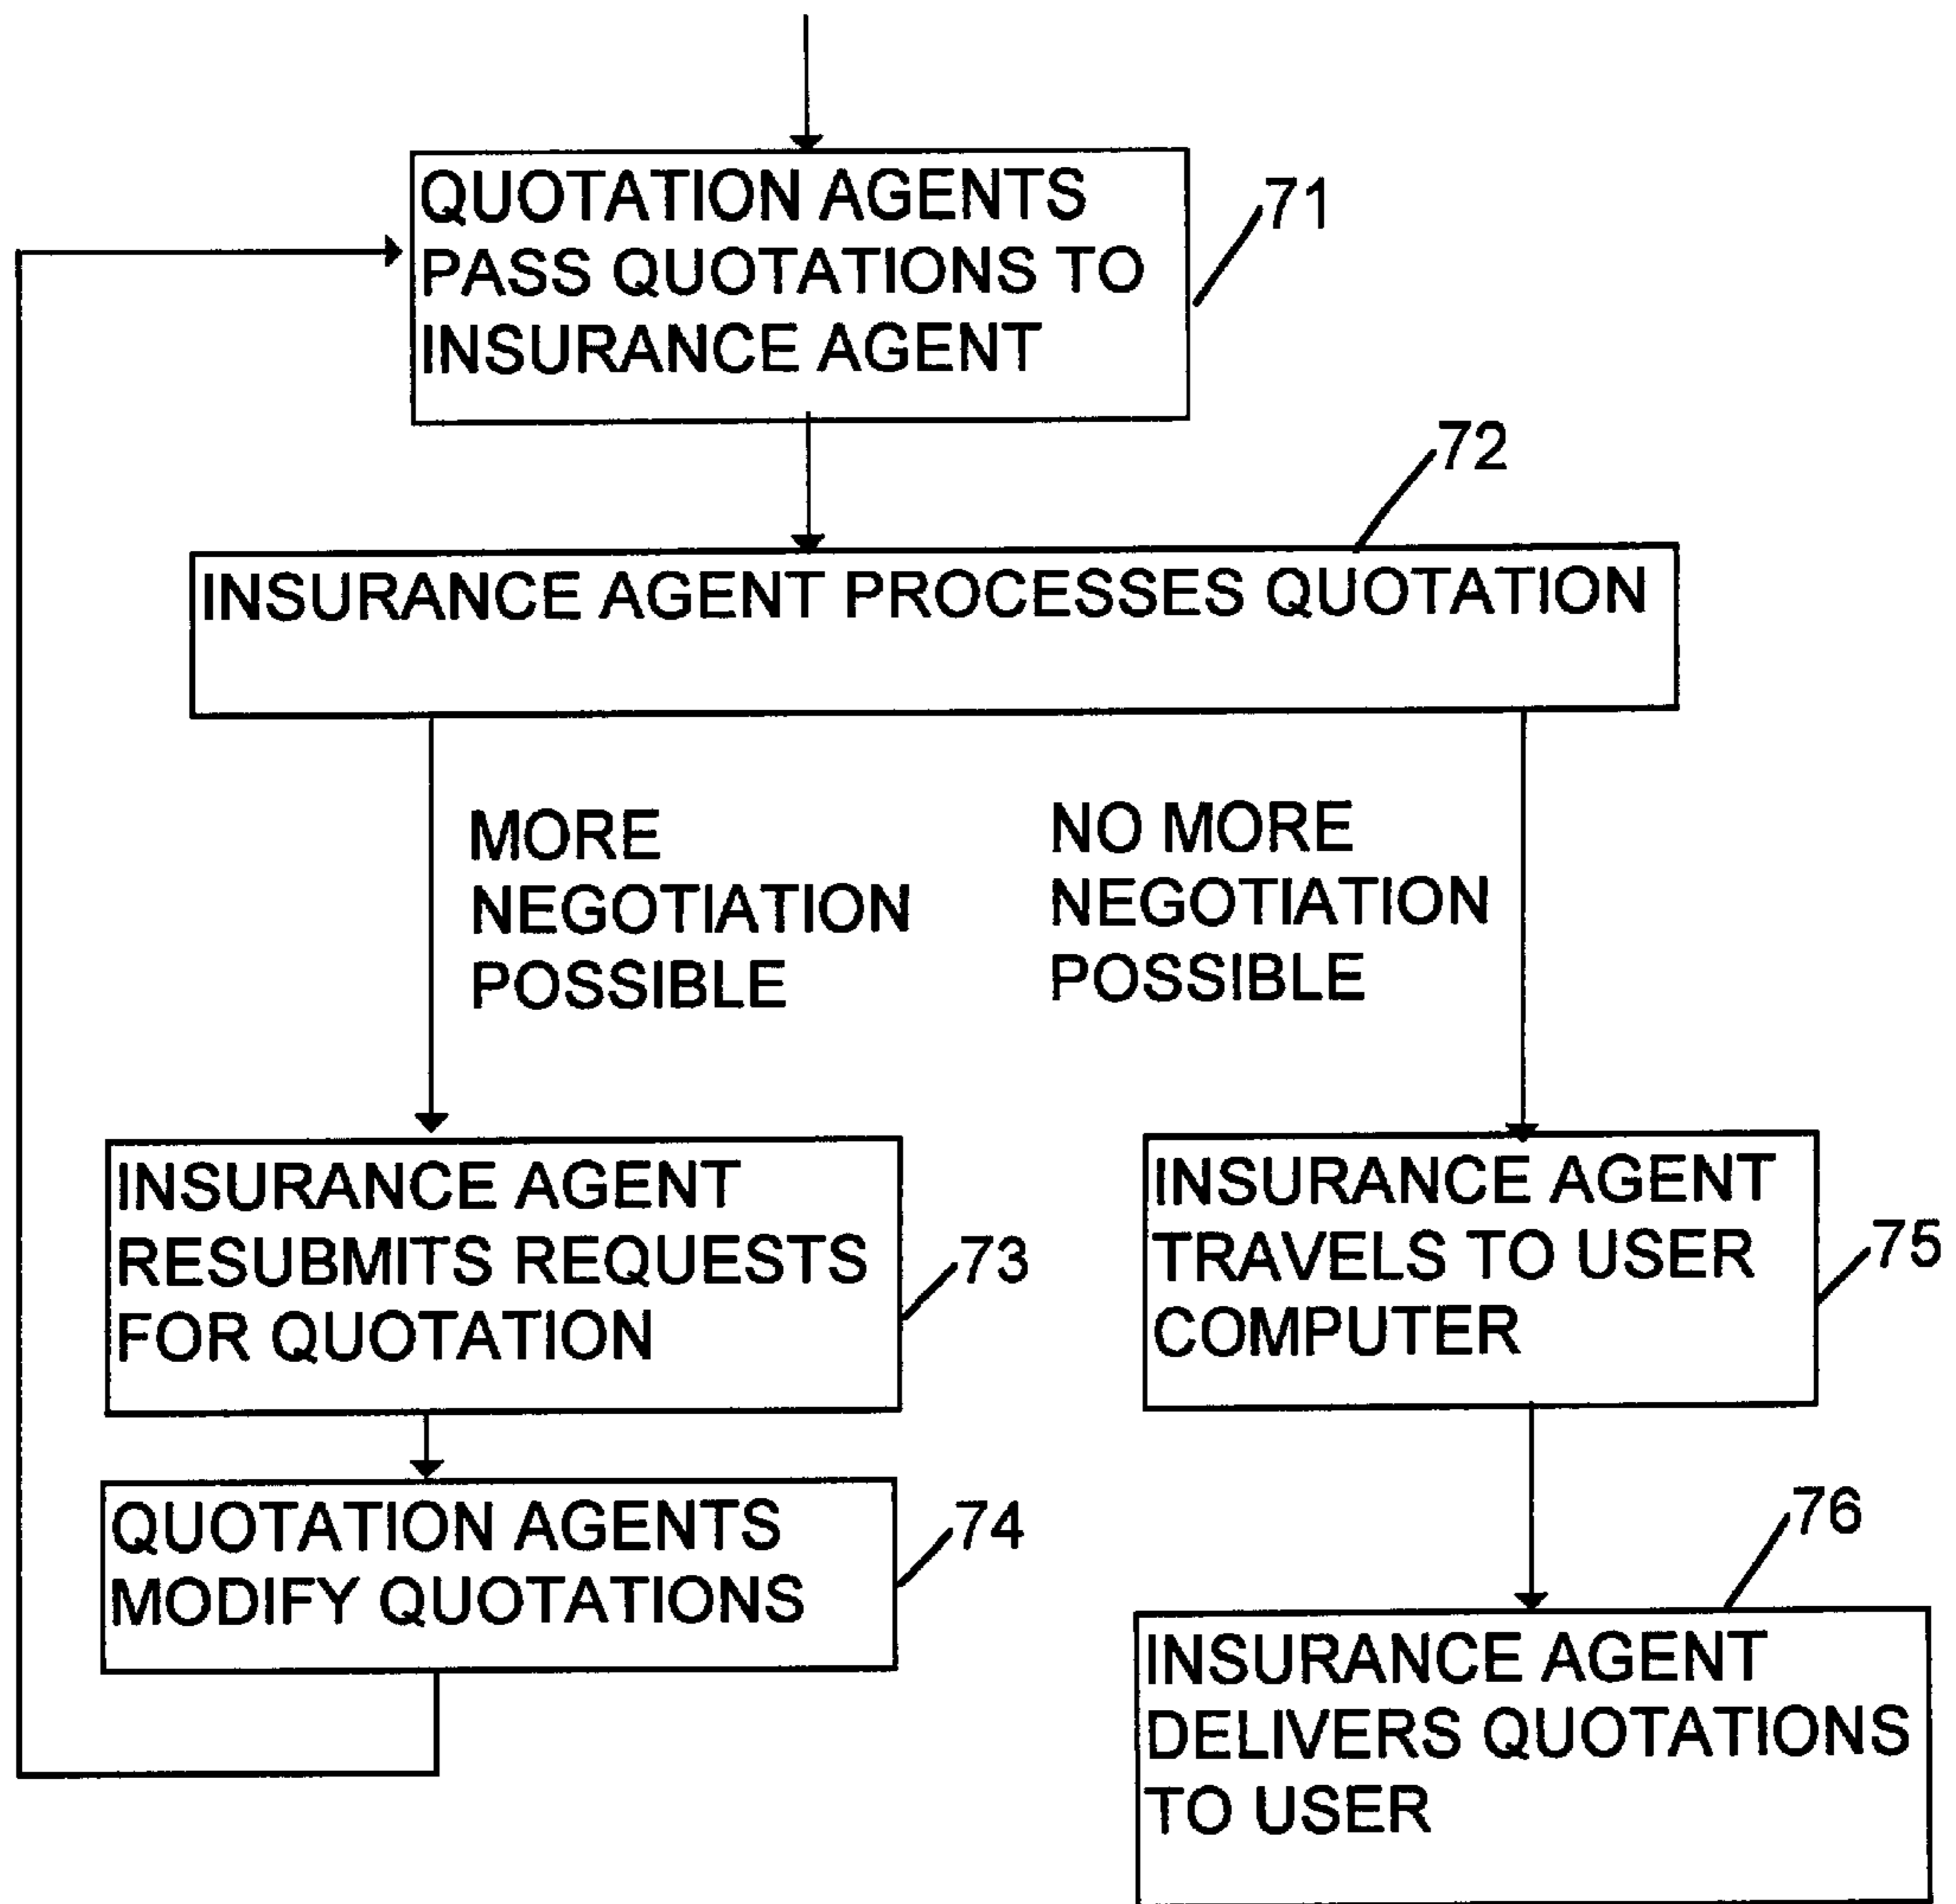 QUOTATION AGENTS
PASS QUOTATIONS TO
INSURANCE AGENT
71
72
INSURANCE AGENT PROCESSES QUOTATION
MORE
NEGOTIATION
POSSIBLE
NO MORE
NEGOTIATION
POSSIBLE
INSURANCE AGENT
RESUBMITS REQUESTS
FOR QUOTATION
73
INSURANCE AGENT
TRAVELS TO USER
COMPUTER
75
QUOTATION AGENTS
MODIFY QUOTATIONS
74
76
INSURANCE AGENT
DELIVERS QUOTATIONS
TO USER